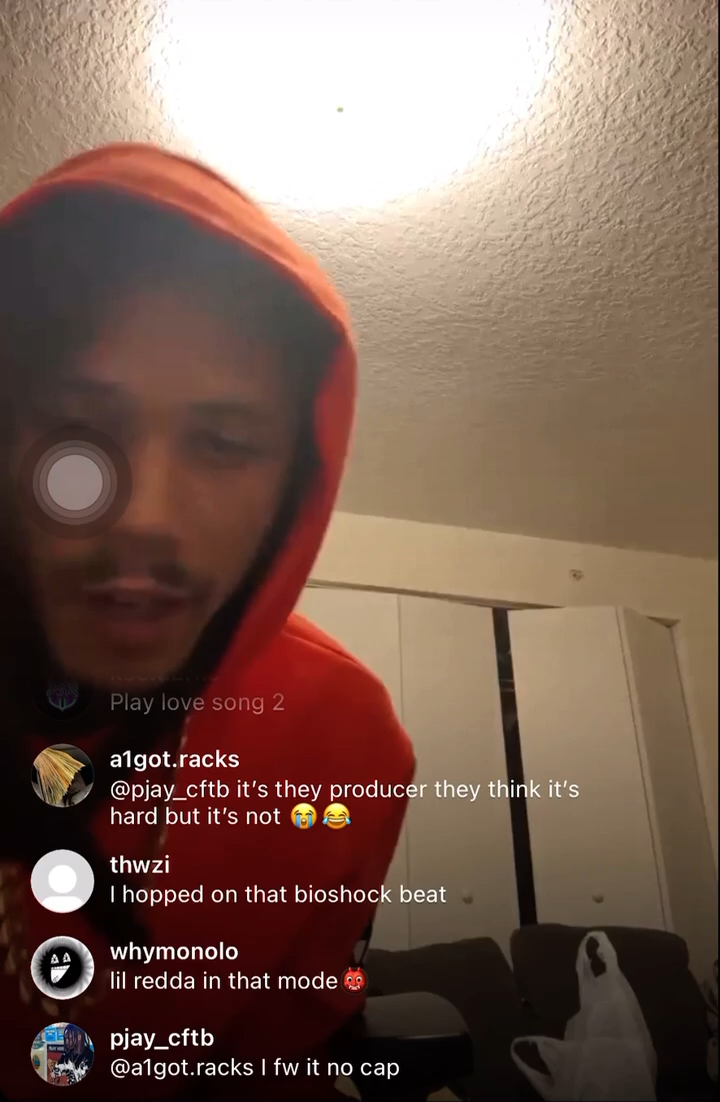 Play love song 2
a1got.racks
@pjay_cftb it’s they producer they think it’s
hard but it’s not 😭😂
thwzi
I hopped on that bioshock beat
whymonolo
lil redda in that mode👹
pjay_cftb
@a1got.racks I fw it no cap